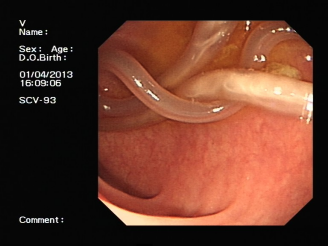 V
Name:
Sex: Age:
D.O.Birth:
01/04/2013
16:09:06
SCV-93
Comment: